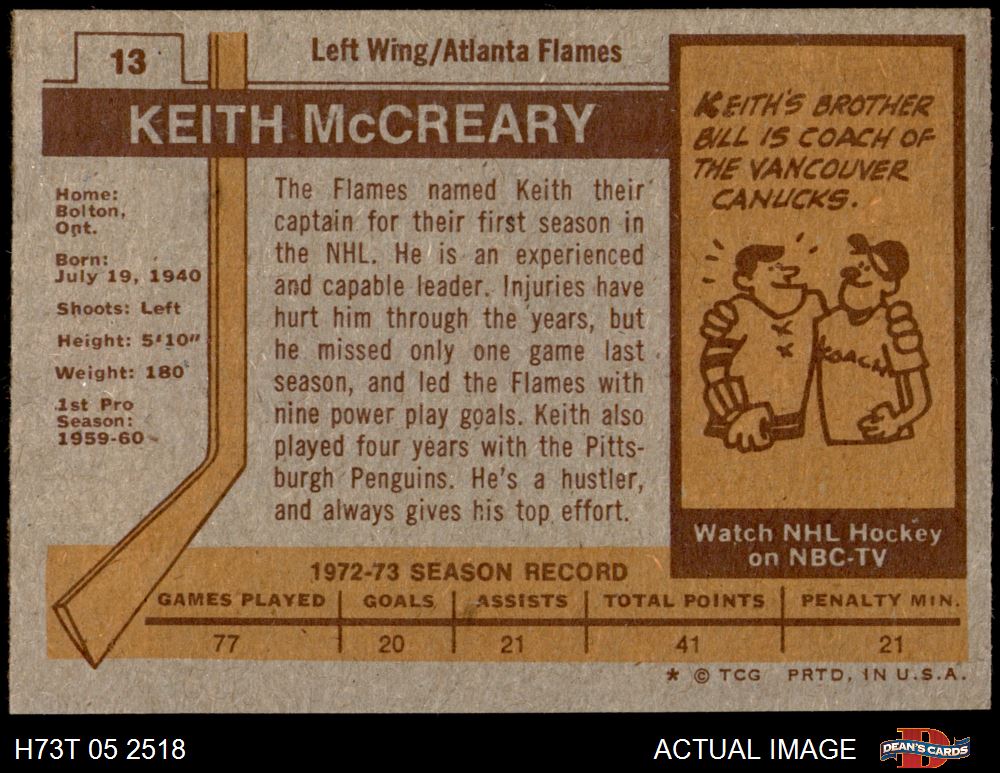 13
Left Wing/Atlanta Flames
KEITH McCREARY
Home:
Bolton,
Ont.
Born:
July 19, 1940
Shoots: Left
Height: 5'10"
Weight: 180
1st Pro
Season:
1959-60
The Flames named Keith their
captain for their first season in
the NHL. He is an experienced
and capable leader. Injuries have
hurt him through the years, but
he missed only one game last
season, and led the Flames with
nine power play goals. Keith also
played four years with the Pitts-
burgh Penguins. He's a hustler,
and always gives his top effort.
KEITH'S BROTHER
BILL IS COACH OF
THE VANCOUVER
CANUCKS.
COACH
Watch NHL Hockey
on NBC-TV
1972-73 SEASON RECORD
GAMES PLAYED GOALS ASSISTS TOTAL POINTS PENALTY MIN.
77 20 21 41 21
* © TCG PRTD. IN U.S.A.
H73T 05 2518
ACTUAL IMAGE
DEAN'S CARDS